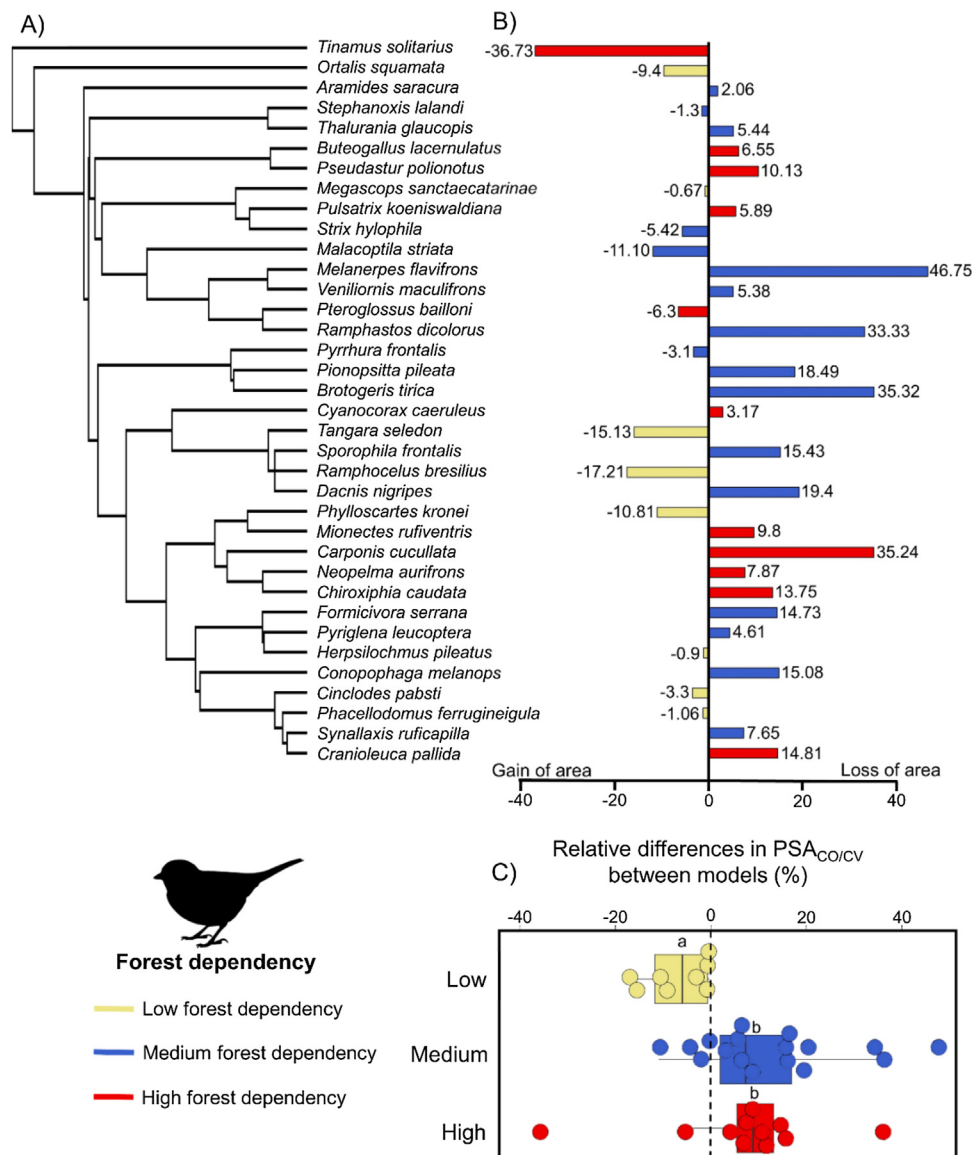 A)
B)
Tinamus solitarius -36.73
Ortalis squamata -9.4
Aramides saracura 2.06
Stephanoxis lalandi -1.3
Thalurania glaucopis 5.44
Buteogallus lacernulatus 6.55
Pseudastur polionotus 10.13
Megascops sanctaecatarinae -0.67
Pulsatrix koeniswaldiana 5.89
Strix hylophila -5.42
Malacoptila striata -11.10
Melanerpes flavifrons 46.75
Veniliornis maculifrons 5.38
Pteroglossus bailloni -6.3
Ramphastos dicolorus 33.33
Pyrrhura frontalis -3.1
Pionopsitta pileata 18.49
Brotogeris tirica 35.32
Cyanocorax caeruleus 3.17
Tangara seledon -15.13
Sporophila frontalis 15.43
Ramphocelus bresilius -17.21
Dacnis nigripes 19.4
Phylloscartes kronei -10.81
Mionectes rufiventris 9.8
Carponis cucullata 35.24
Neopelma aurifrons 7.87
Chiroxiphia caudata 13.75
Formicivora serrana 14.73
Pyriglena leucoptera 4.61
Herpsilochmus pileatus -0.9
Conopophaga melanops 15.08
Cinclodes pabsti -3.3
Phacellodomus ferrugineigula -1.06
Synallaxis ruficapilla 7.65
Cranioleuca pallida 14.81
Gain of area Loss of area
-40 -20 0 20 40
Relative differences in PSA_CO/CV
between models (%)
C)
-40 -20 0 20 40
a
Low
b
Medium
b
High
Forest dependency
Low forest dependency
Medium forest dependency
High forest dependency